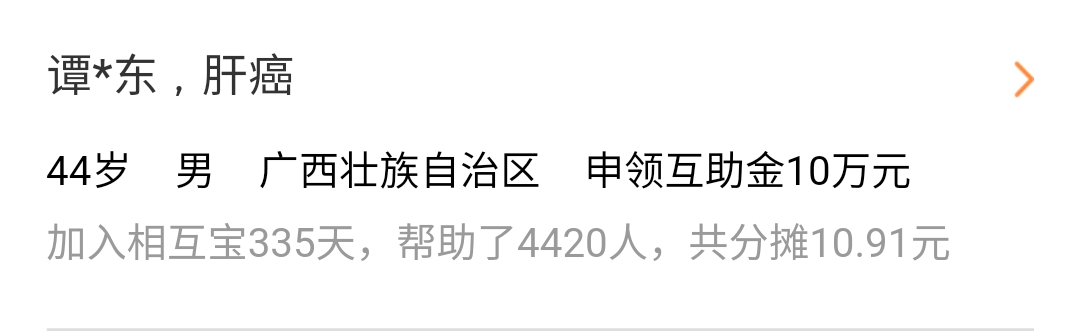 谭*东，肝癌
44岁 男 广西壮族自治区 申领互助金10万元
加入相互宝335天，帮助了4420人，共分摊10.91元